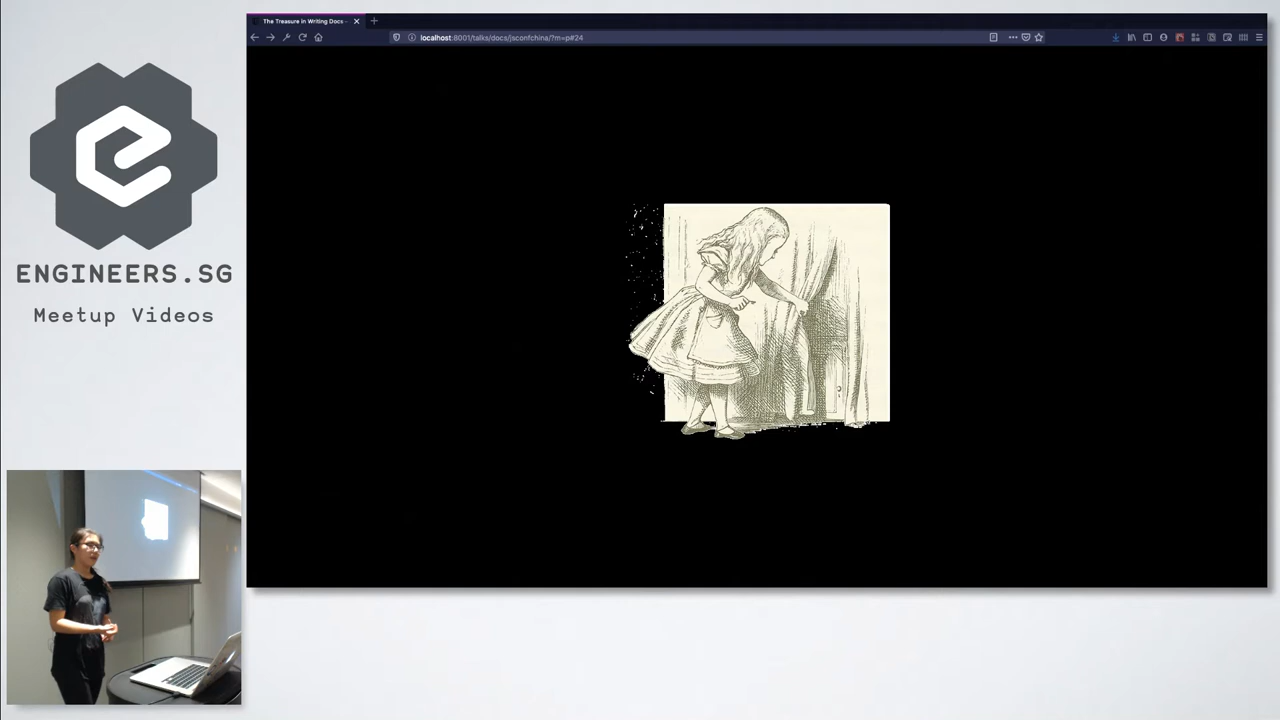 The Treasure in Writing Docs -
localhost:8001/talks/docs/jsconfchina/?m=p#24
ENGINEERS.SG
Meetup Videos